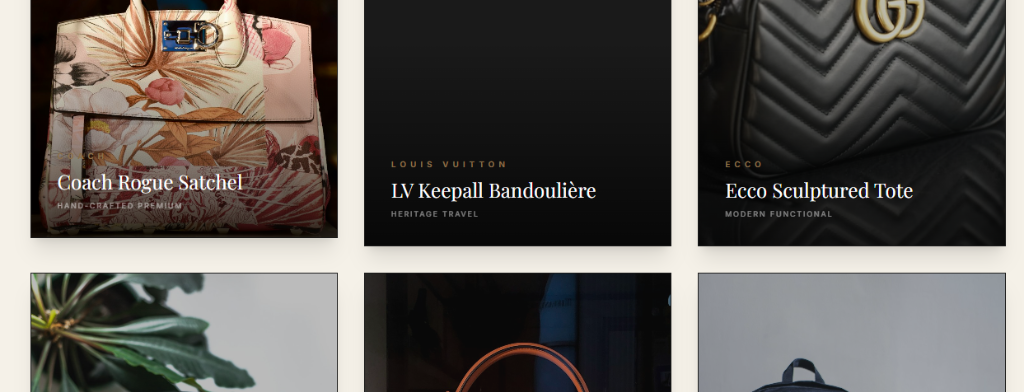 COACH
Coach Rogue Satchel
HAND-CRAFTED PREMIUM
LOUIS VUITTON
LV Keepall Bandoulière
HERITAGE TRAVEL
ECCO
Ecco Sculptured Tote
MODERN FUNCTIONAL